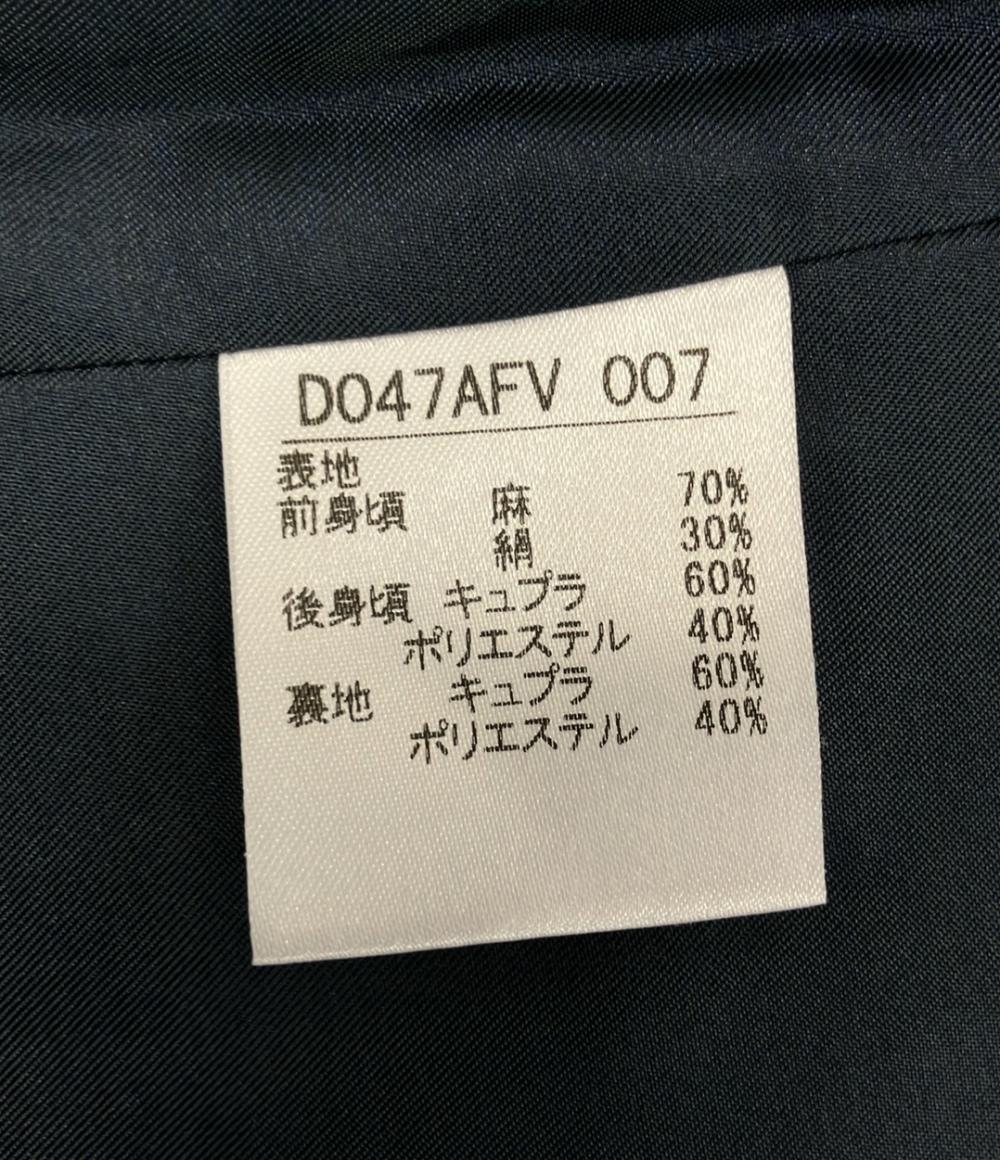 D047AFV 007
表地
前身頃 麻 70%
絹 30%
後身頃 キュプラ 60%
ポリエステル 40%
裏地 キュプラ 60%
ポリエステル 40%